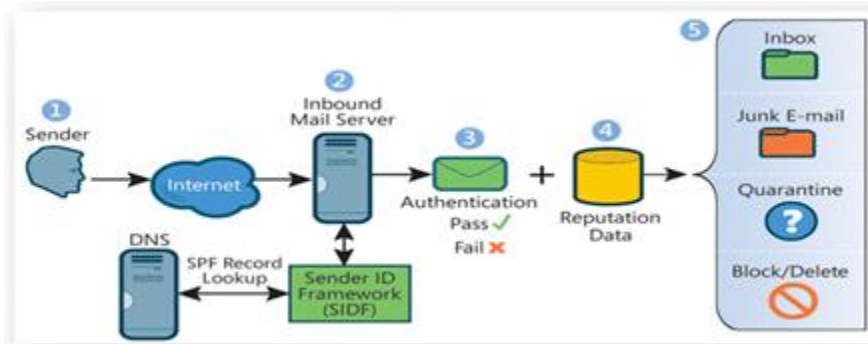 1
Sender
Internet
2
Inbound
Mail Server
DNS
SPF Record
Lookup
Sender ID
Framework
(SIDF)
3
Authentication
Pass ✓
Fail ✖
+
4
Reputation
Data
5
Inbox
Junk E-mail
Quarantine
?
Block/Delete